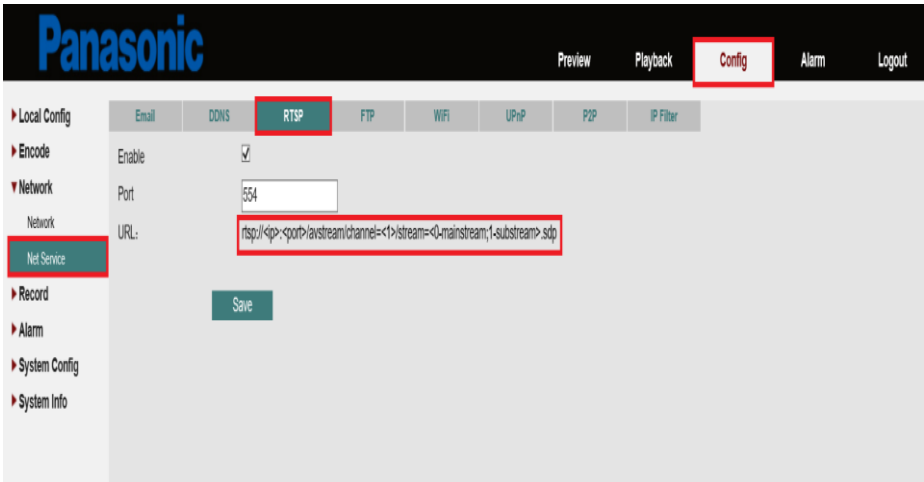 Panasonic
Preview Playback Config Alarm Logout
Local Config
Encode
Network
Network
Net Service
Record
Alarm
System Config
System Info
Email DDNS RTSP FTP WiFi UPnP P2P IP Filter
Enable
Port 554
URL: rtsp://<ip>:<port>/avstream/channel=<1>/stream=<0-mainstream;1-substream>.sdp
Save